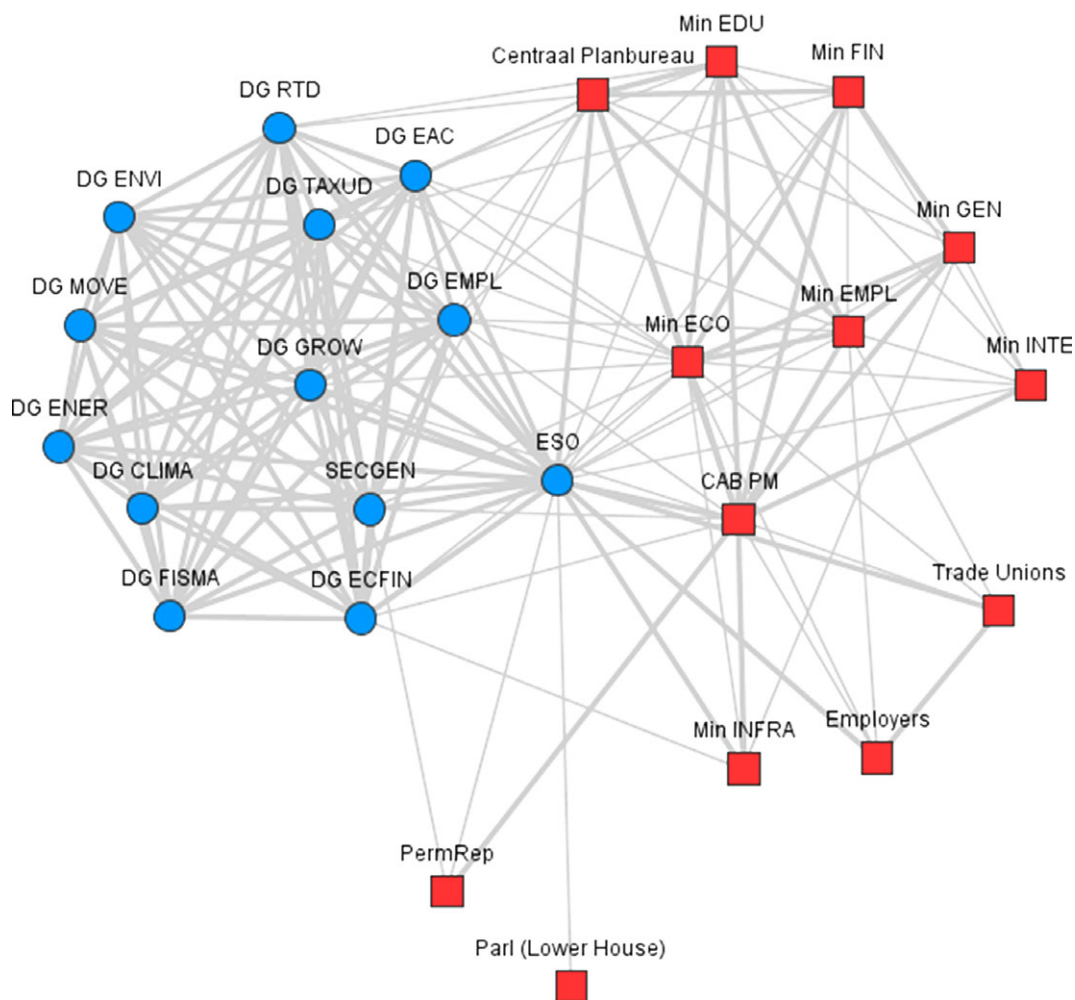 Min EDU
Centraal Planbureau
Min FIN
DG RTD
DG EAC
DG ENVI
DG TAXUD
Min GEN
DG MOVE
DG EMPL
Min EMPL
Min ECO
DG GROW
Min INTE
DG ENER
ESO
DG CLIMA
SECGEN
CAB PM
DG FISMA
DG ECFIN
Trade Unions
Employers
Min INFRA
PermRep
Parl (Lower House)